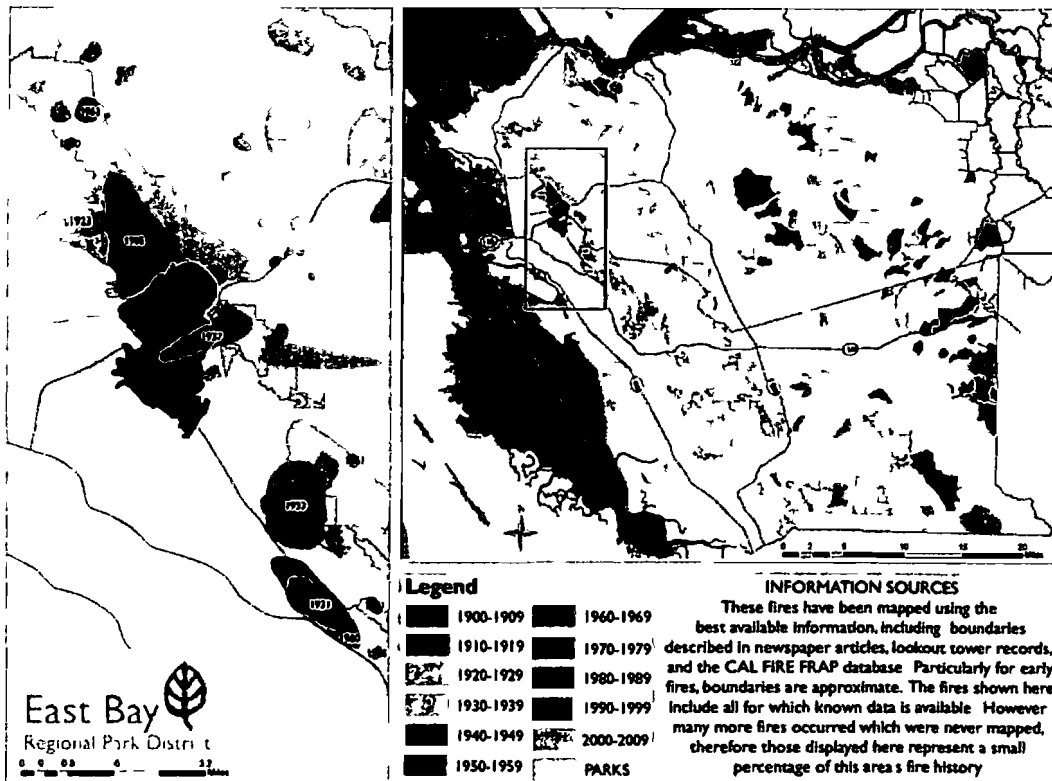 1923
1933
1931
East Bay
Regional Park District
Legend
1900-1909
1910-1919
1920-1929
1930-1939
1940-1949
1950-1959
1960-1969
1970-1979
1980-1989
1990-1999
2000-2009
PARKS
INFORMATION SOURCES
These fires have been mapped using the
best available information, including boundaries
described in newspaper articles, lookout tower records,
and the CAL FIRE FRAP database Particularly for early
fires, boundaries are approximate. The fires shown here
include all for which known data is available However
many more fires occurred which were never mapped,
therefore those displayed here represent a small
percentage of this area s fire history